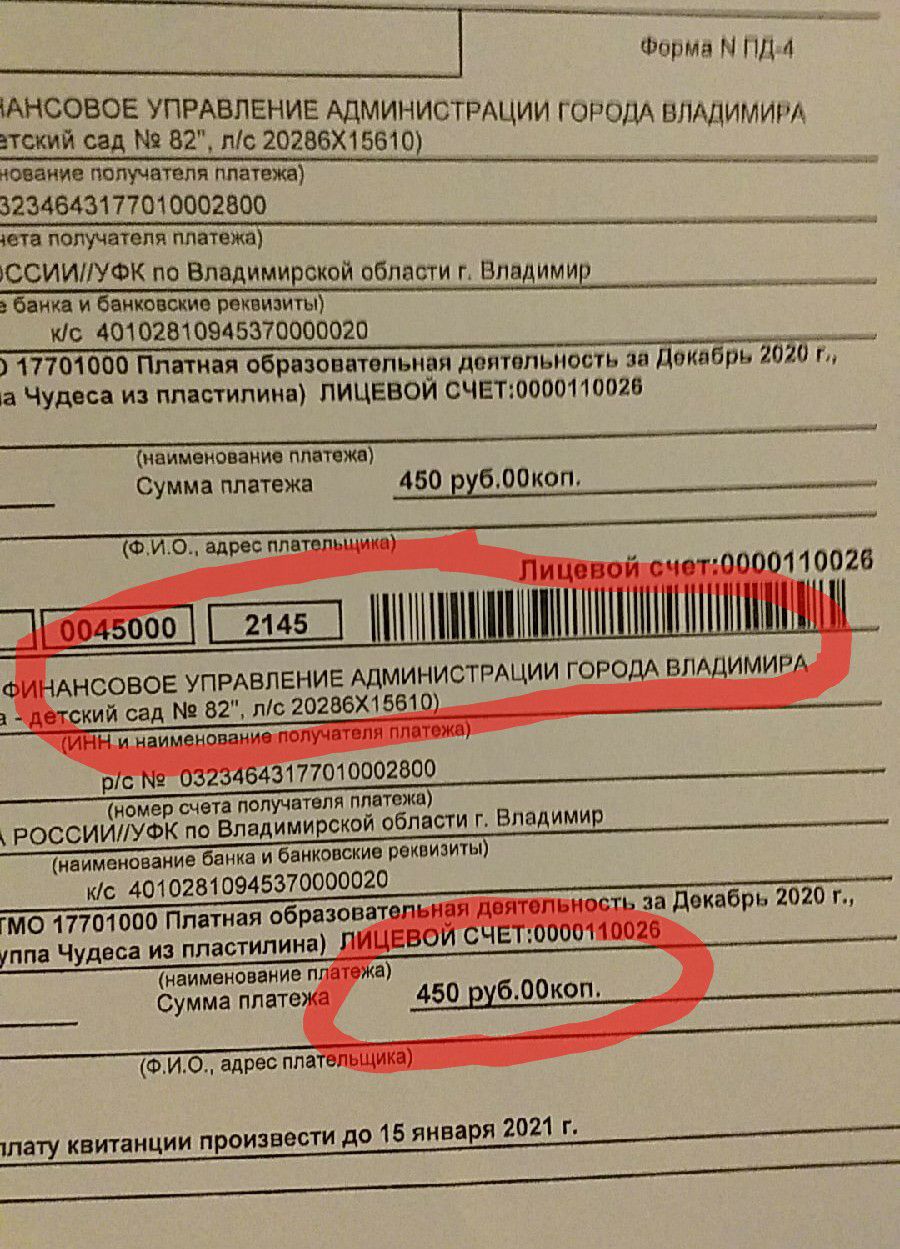 Форма N ПД-4
НАНСОВОЕ УПРАВЛЕНИЕ АДМИНИСТРАЦИИ ГОРОДА ВЛАДИМИРА
етский сад № 82", л/с 20286Х15610)
нование получателя платежа)
03234643177010002800
чета получателя платежа)
ОССИИ//УФК по Владимирской области г. Владимир
е банка и банковские реквизиты)
к/с 40102810945370000020
О 17701000 Платная образовательная деятельность за Декабрь 2020 г.,
па Чудеса из пластилина) ЛИЦЕВОЙ СЧЕТ:0000110026
(наименование платежа)
Сумма платежа 450 руб.00коп.
(Ф.И.О., адрес плательщика)
Лицевой счет:0000110026
0045000 2145
ФИНАНСОВОЕ УПРАВЛЕНИЕ АДМИНИСТРАЦИИ ГОРОДА ВЛАДИМИРА
а - детский сад № 82", л/с 20286Х15610)
(ИНН и наименование получателя платежа)
р/с № 03234643177010002800
(номер счета получателя платежа)
А РОССИИ//УФК по Владимирской области г. Владимир
(наименование банка и банковские реквизиты)
к/с 40102810945370000020
ТМО 17701000 Платная образовательная деятельность за Декабрь 2020 г.,
уппа Чудеса из пластилина) ЛИЦЕВОЙ СЧЕТ:0000110026
(наименование платежа)
Сумма платежа 450 руб.00коп.
(Ф.И.О., адрес плательщика)
плату квитанции произвести до 15 января 2021 г.